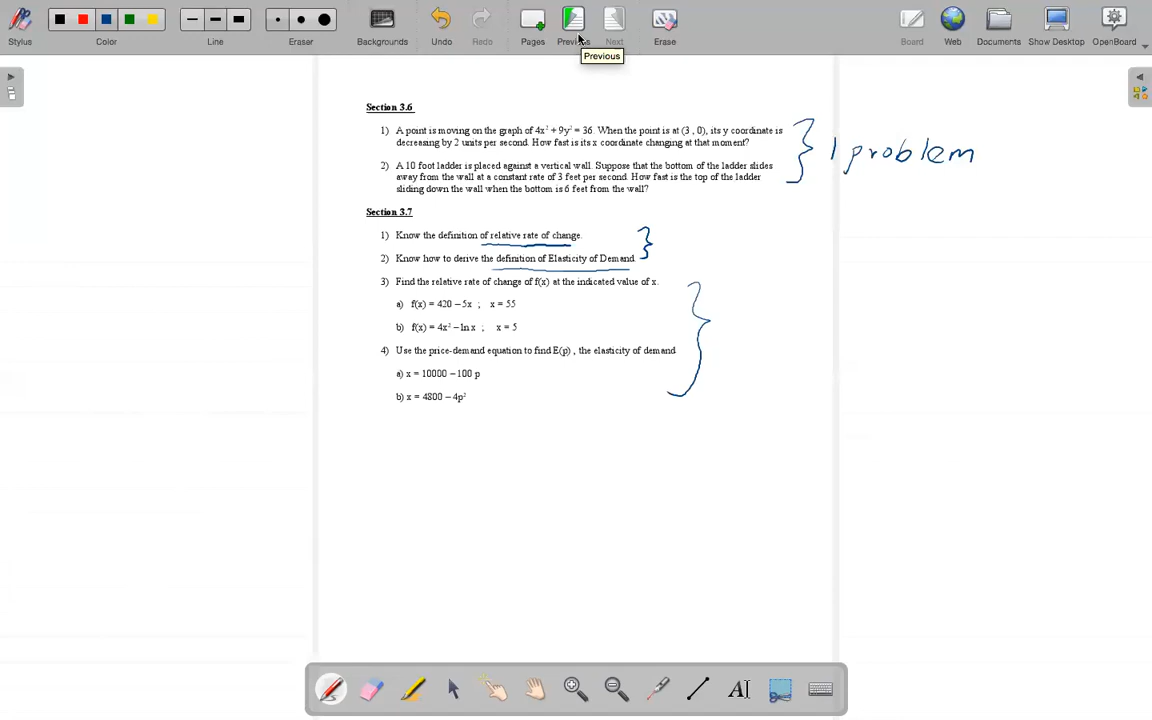 Stylus
Color
Line
Eraser
Backgrounds
Undo
Redo
Pages
Previous
Next
Erase
Board
Web
Documents
Show Desktop
OpenBoard
Previous
Section 3.6
1) A point is moving on the graph of 4x² + 9y² = 36. When the point is at (3 , 0), its y coordinate is
decreasing by 2 units per second. How fast is its x coordinate changing at that moment?
1 problem
2) A 10 foot ladder is placed against a vertical wall. Suppose that the bottom of the ladder slides
away from the wall at a constant rate of 3 feet per second. How fast is the top of the ladder
sliding down the wall when the bottom is 6 feet from the wall?
Section 3.7
1) Know the definition of relative rate of change.
2) Know how to derive the definition of Elasticity of Demand
3) Find the relative rate of change of f(x) at the indicated value of x.
a) f(x) = 420 – 5x ; x = 55
b) f(x) = 4x² – ln x ; x = 5
4) Use the price-demand equation to find E(p) , the elasticity of demand
a) x = 10000 – 100 p
b) x = 4800 – 4p²